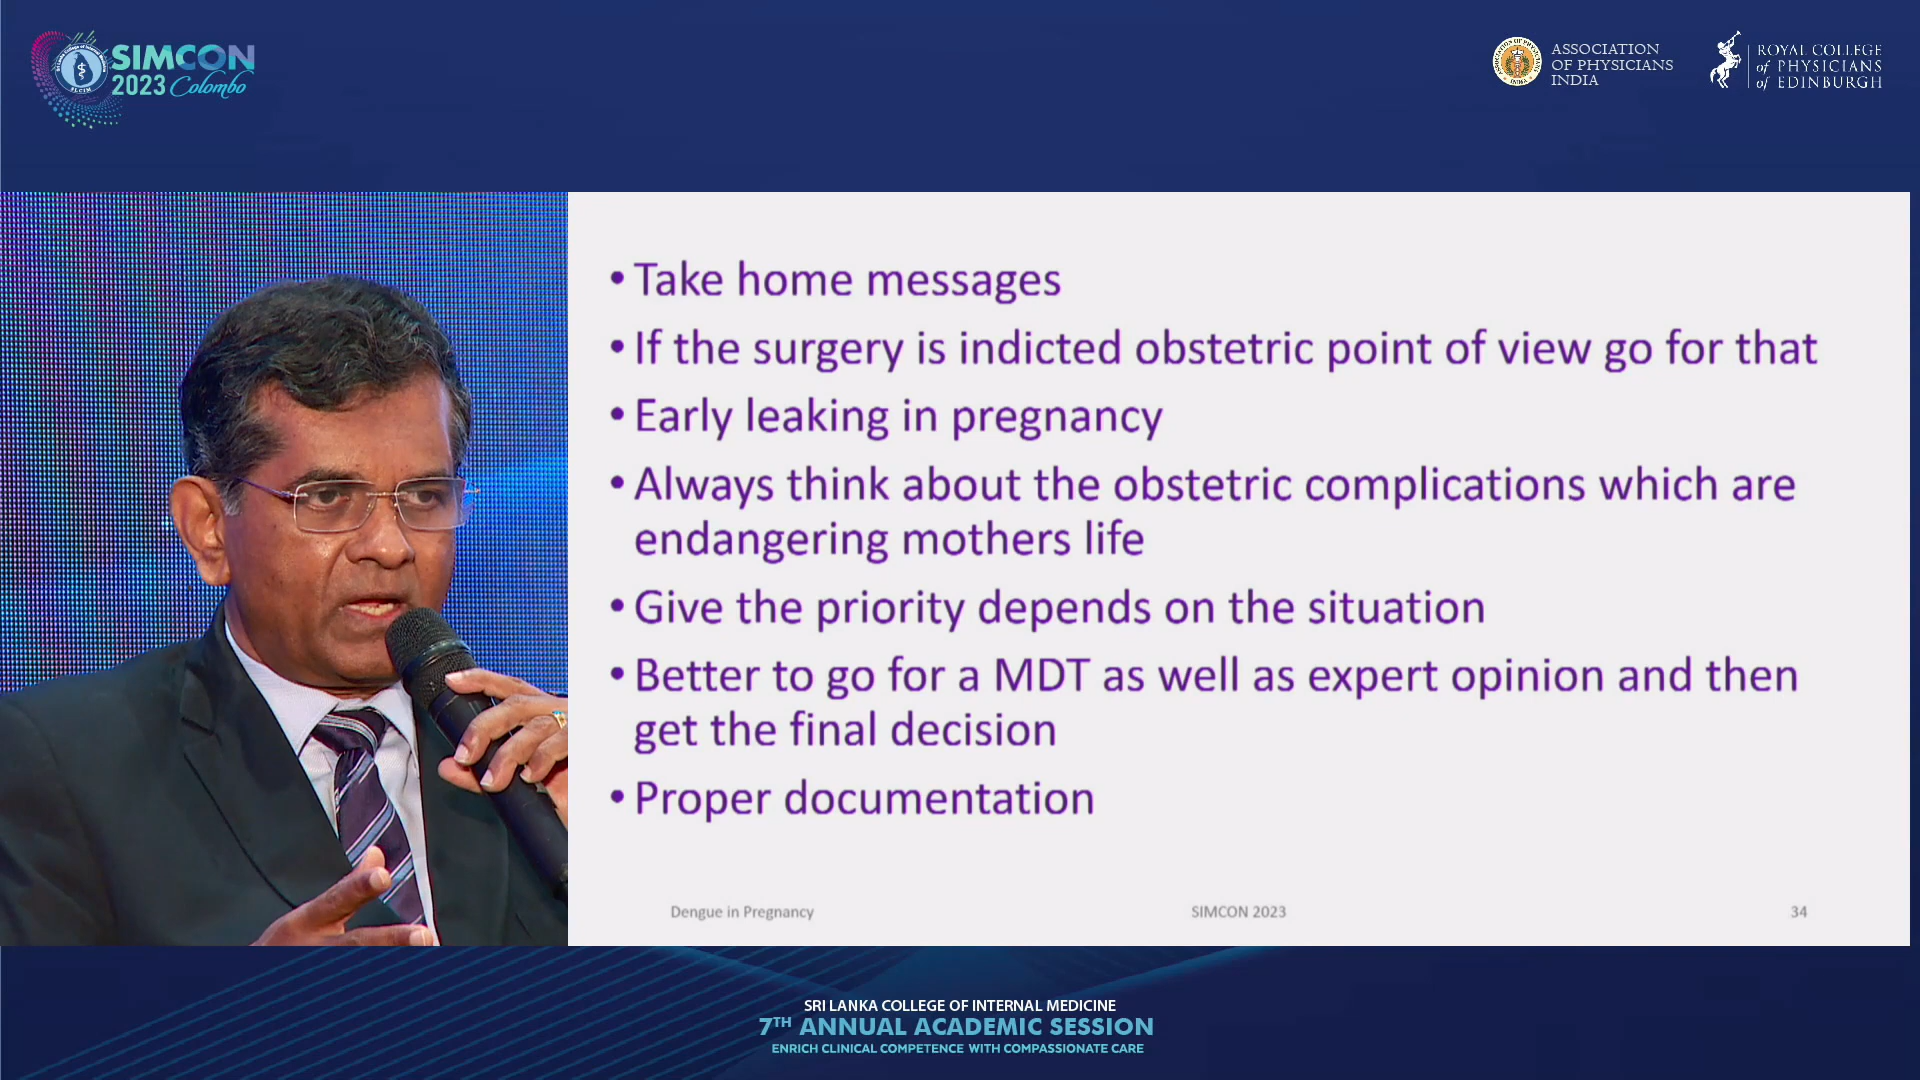 SIMCON
2023 Colombo
ASSOCIATION
OF PHYSICIANS
INDIA
ROYAL COLLEGE
of PHYSICIANS
of EDINBURGH
• Take home messages
• If the surgery is indicted obstetric point of view go for that
• Early leaking in pregnancy
• Always think about the obstetric complications which are
endangering mothers life
• Give the priority depends on the situation
• Better to go for a MDT as well as expert opinion and then
get the final decision
• Proper documentation
Dengue in Pregnancy
SIMCON 2023
34
SRI LANKA COLLEGE OF INTERNAL MEDICINE
7TH ANNUAL ACADEMIC SESSION
ENRICH CLINICAL COMPETENCE WITH COMPASSIONATE CARE